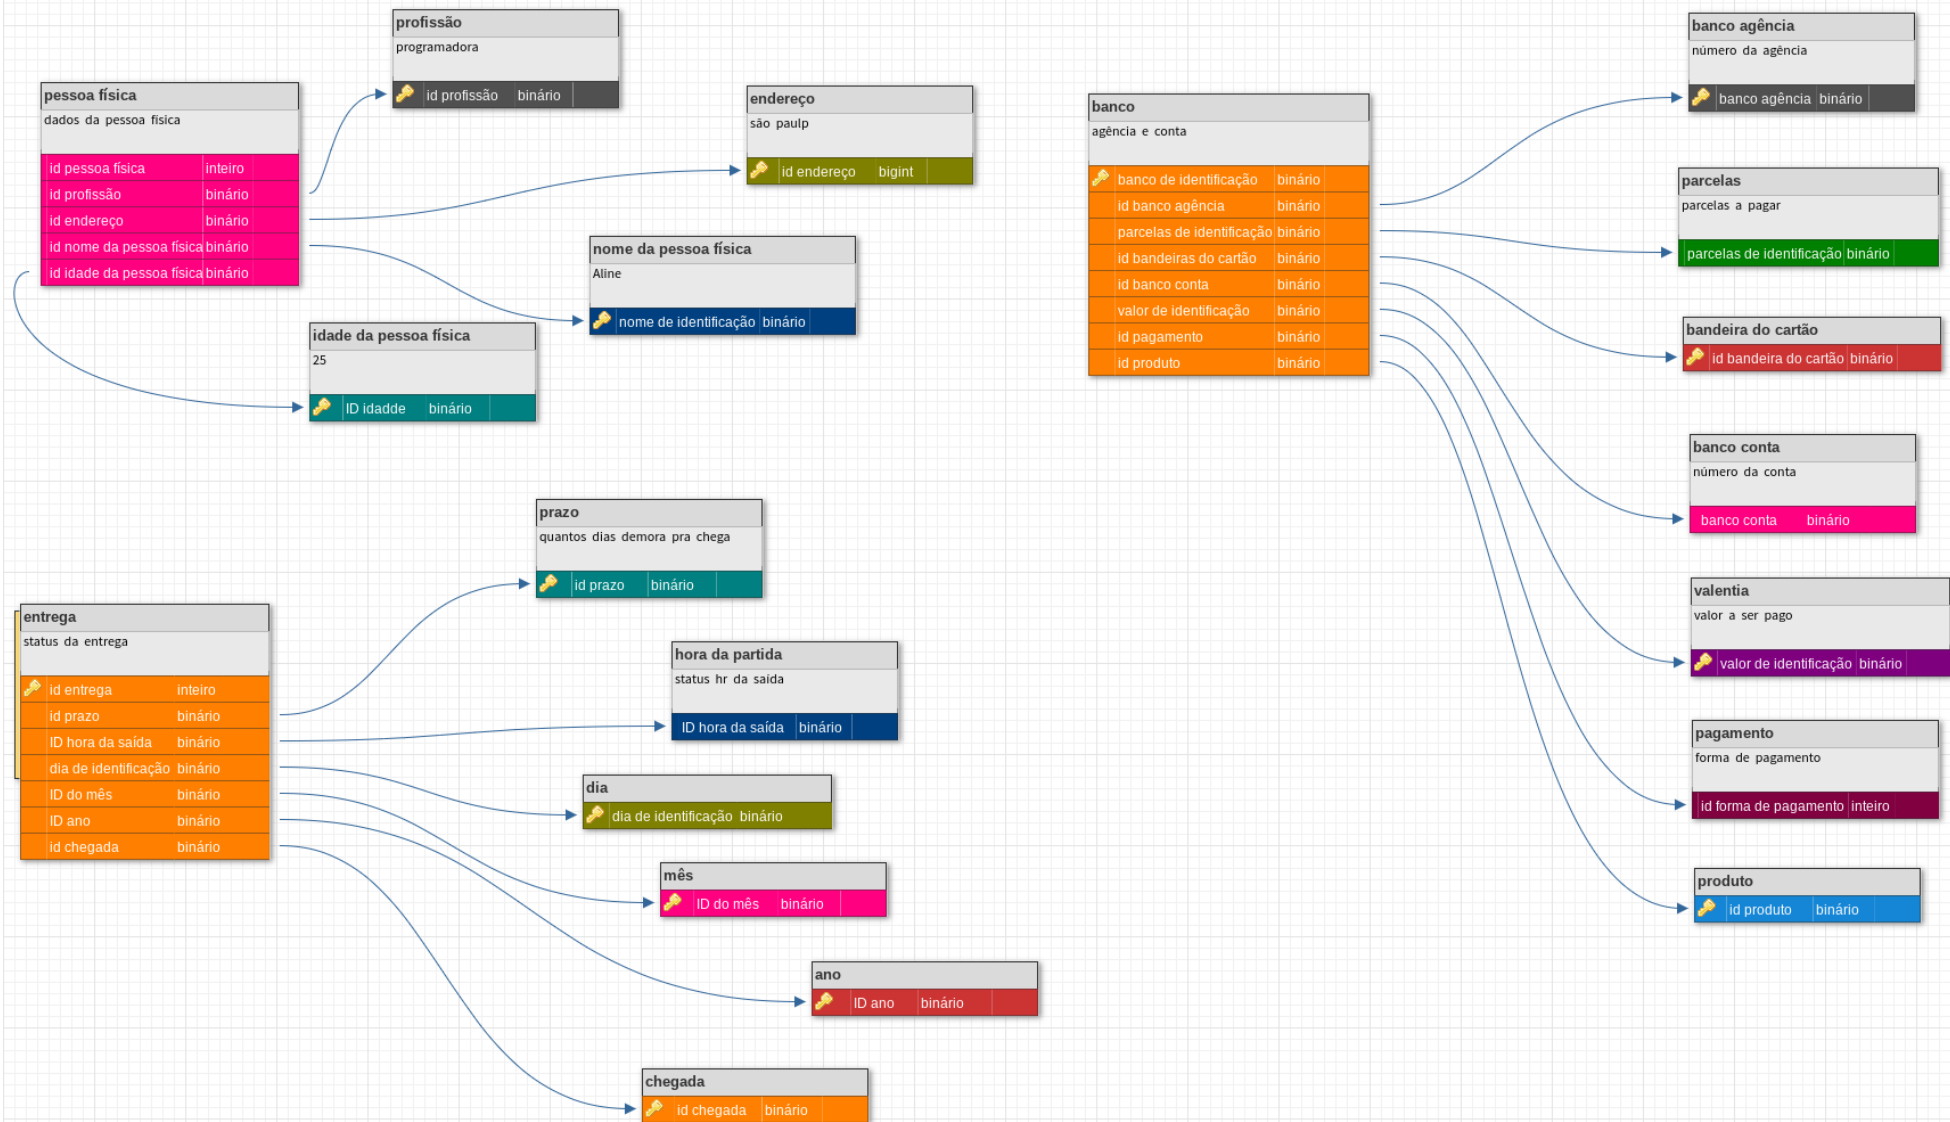 profissão
programadora
id profissão binário
pessoa física
dados da pessoa fisica
id pessoa física inteiro
id profissão binário
id endereço binário
id nome da pessoa física binário
id idade da pessoa física binário
endereço
são paulp
id endereço bigint
nome da pessoa física
Aline
nome de identificação binário
idade da pessoa física
25
ID idadde binário
banco
agência e conta
banco de identificação binário
id banco agência binário
parcelas de identificação binário
id bandeiras do cartão binário
id banco conta binário
valor de identificação binário
id pagamento binário
id produto binário
banco agência
número da agência
banco agência binário
parcelas
parcelas a pagar
parcelas de identificação binário
bandeira do cartão
id bandeira do cartão binário
banco conta
número da conta
banco conta binário
valentia
valor a ser pago
valor de identificação binário
pagamento
forma de pagamento
id forma de pagamento inteiro
produto
id produto binário
prazo
quantos dias demora pra chega
id prazo binário
entrega
status da entrega
id entrega inteiro
id prazo binário
ID hora da saída binário
dia de identificação binário
ID do mês binário
ID ano binário
id chegada binário
hora da partida
status hr da saída
ID hora da saída binário
dia
dia de identificação binário
mês
ID do mês binário
ano
ID ano binário
chegada
id chegada binário